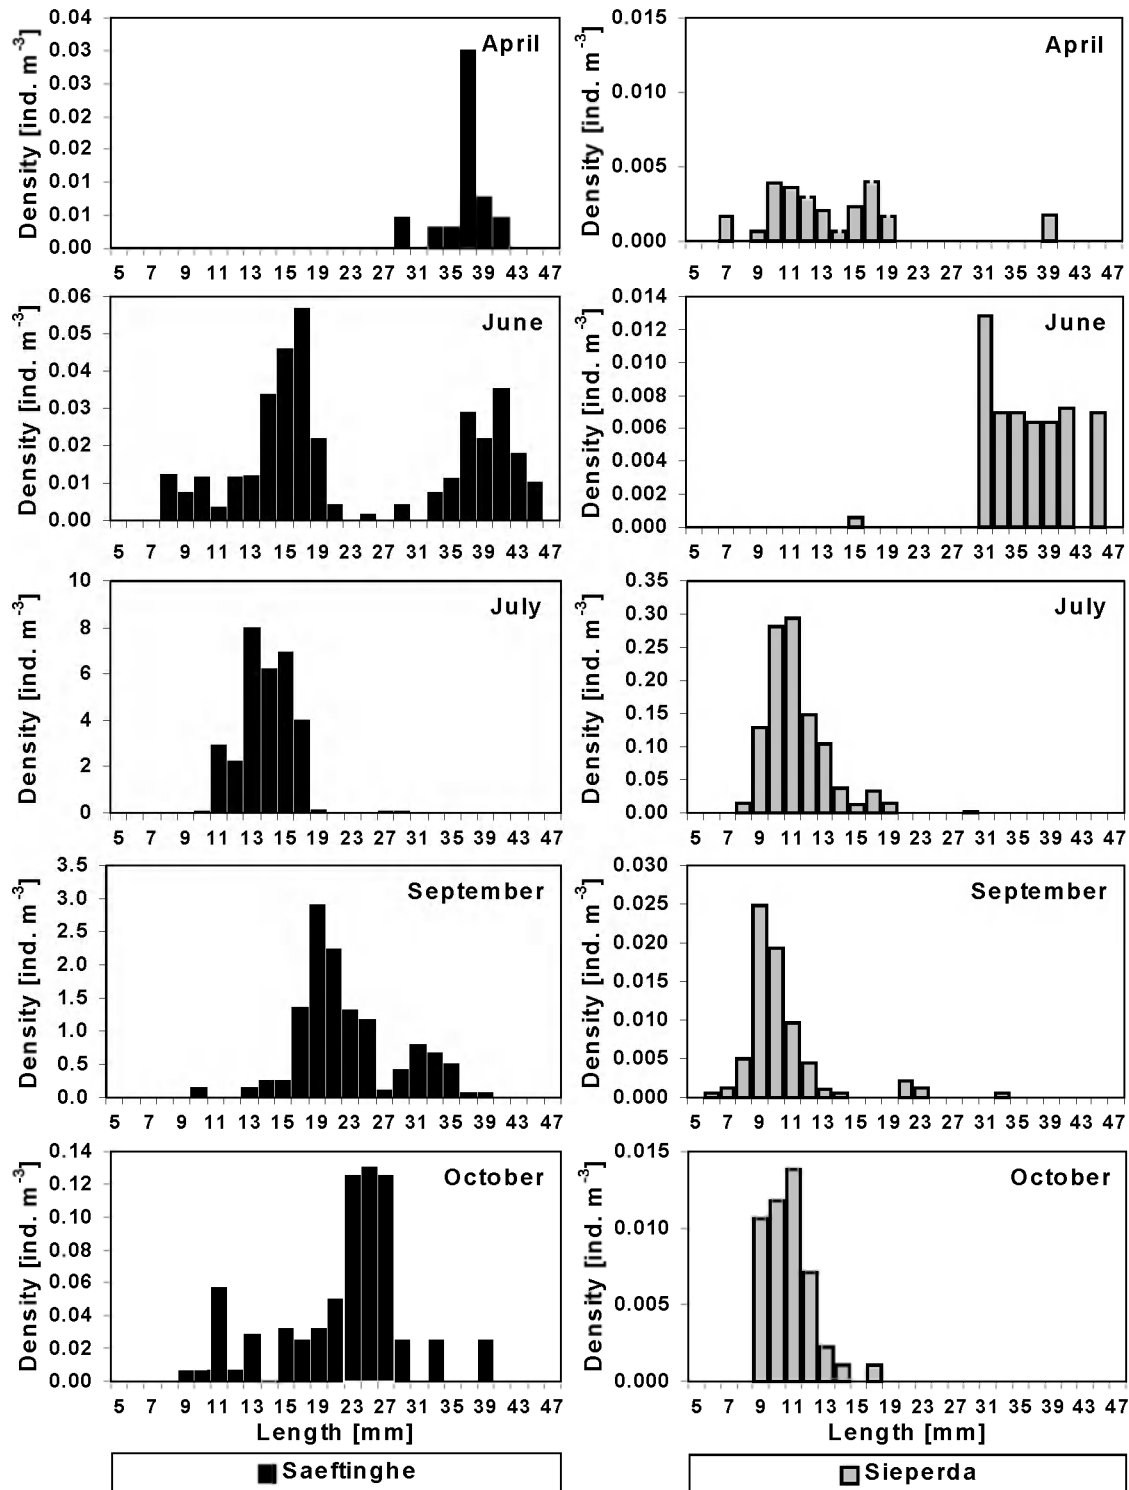 April
Density [ind. m-3]
0.04
0.03
0.03
0.02
0.02
0.01
0.01
0.00
5 7 9 11 13 15 19 23 27 31 35 39 43 47
April
Density [ind. m-3]
0.015
0.010
0.005
0.000
5 7 9 11 13 15 19 23 27 31 35 39 43 47
June
Density [ind. m-3]
0.06
0.05
0.04
0.03
0.02
0.01
0.00
5 7 9 11 13 15 19 23 27 31 35 39 43 47
June
Density [ind. m-3]
0.014
0.012
0.010
0.008
0.006
0.004
0.002
0.000
5 7 9 11 13 15 19 23 27 31 35 39 43 47
July
Density [ind. m-3]
10
8
6
4
2
0
5 7 9 11 13 15 19 23 27 31 35 39 43 47
July
Density [ind. m-3]
0.35
0.30
0.25
0.20
0.15
0.10
0.05
0.00
5 7 9 11 13 15 19 23 27 31 35 39 43 47
September
Density [ind. m-3]
3.5
3.0
2.5
2.0
1.5
1.0
0.5
0.0
5 7 9 11 13 15 19 23 27 31 35 39 43 47
September
Density [ind. m-3]
0.030
0.025
0.020
0.015
0.010
0.005
0.000
5 7 9 11 13 15 19 23 27 31 35 39 43 47
October
Density [ind. m-3]
0.14
0.12
0.10
0.08
0.06
0.04
0.02
0.00
5 7 9 11 13 15 19 23 27 31 35 39 43 47
Length [mm]
October
Density [ind. m-3]
0.015
0.010
0.005
0.000
5 7 9 11 13 15 19 23 27 31 35 39 43 47
Length [mm]
Saeftinghe
Sieperda